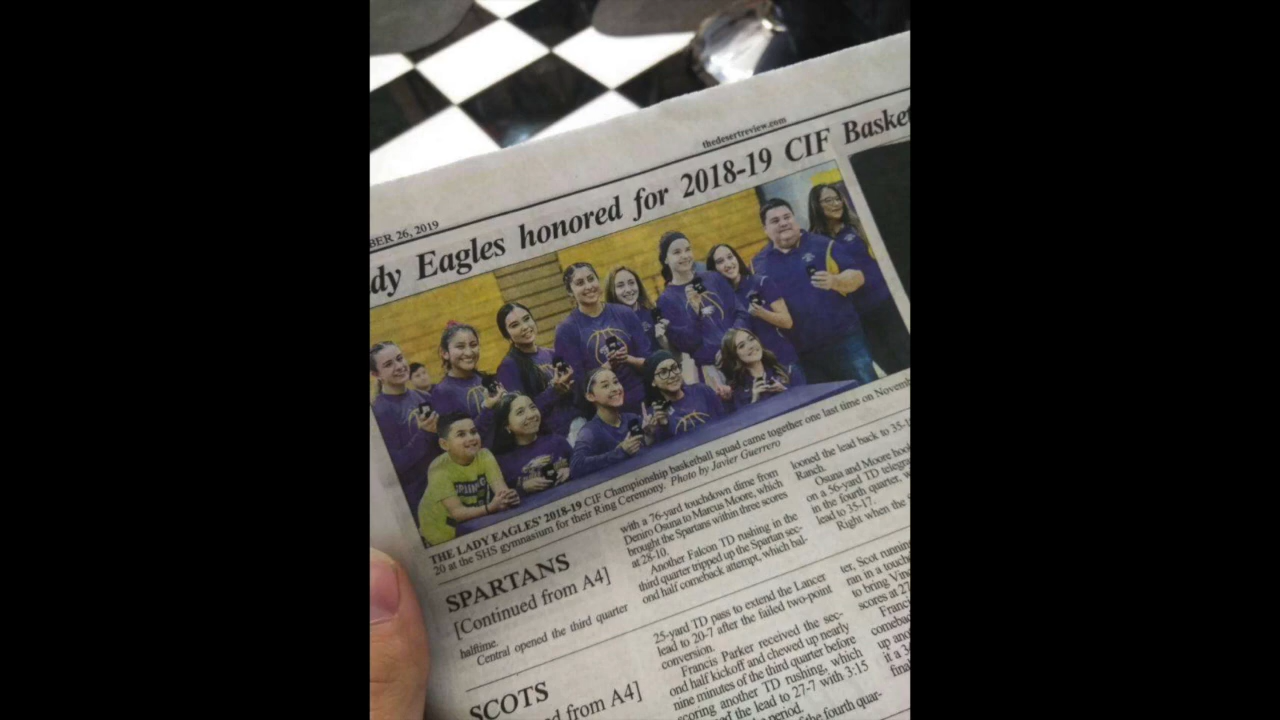 thedesertreview.com
BER 26, 2019
dy Eagles honored for 2018-19 CIF Basket
THE LADY EAGLES' 2018-19 CIF Championship basketball squad came together one last time on Novemb
20 at the SHS gymnasium for their Ring Ceremony. Photo by Javier Guerrero
SPARTANS
[Continued from A4]
halftime.
Central opened the third quarter
with a 76-yard touchdown dime from
Deniro Osuna to Marcus Moore, which
brought the Spartans within three scores
at 28-10.
Another Falcon TD rushing in the
third quarter tripped up the Spartan sec-
ond half comeback attempt, which bal-
looned the lead back to 35-1
Ranch.
Osuna and Moore hoo
on a 56-yard TD telegra
in the fourth quarter, w
lead to 35-17.
Right when the
SCOTS
d from A4]
25-yard TD pass to extend the Lancer
lead to 20-7 after the failed two-point
conversion.
Francis Parker received the sec-
ond half kickoff and chewed up nearly
nine minutes of the third quarter before
scoring another TD rushing, which
ed the lead to 27-7 with 3:15
period.
of the fourth quar-
ter, Scot running
ran in a touch
to bring Vinc
scores at 27
Franci
comeba
up ano
it a 3
fina